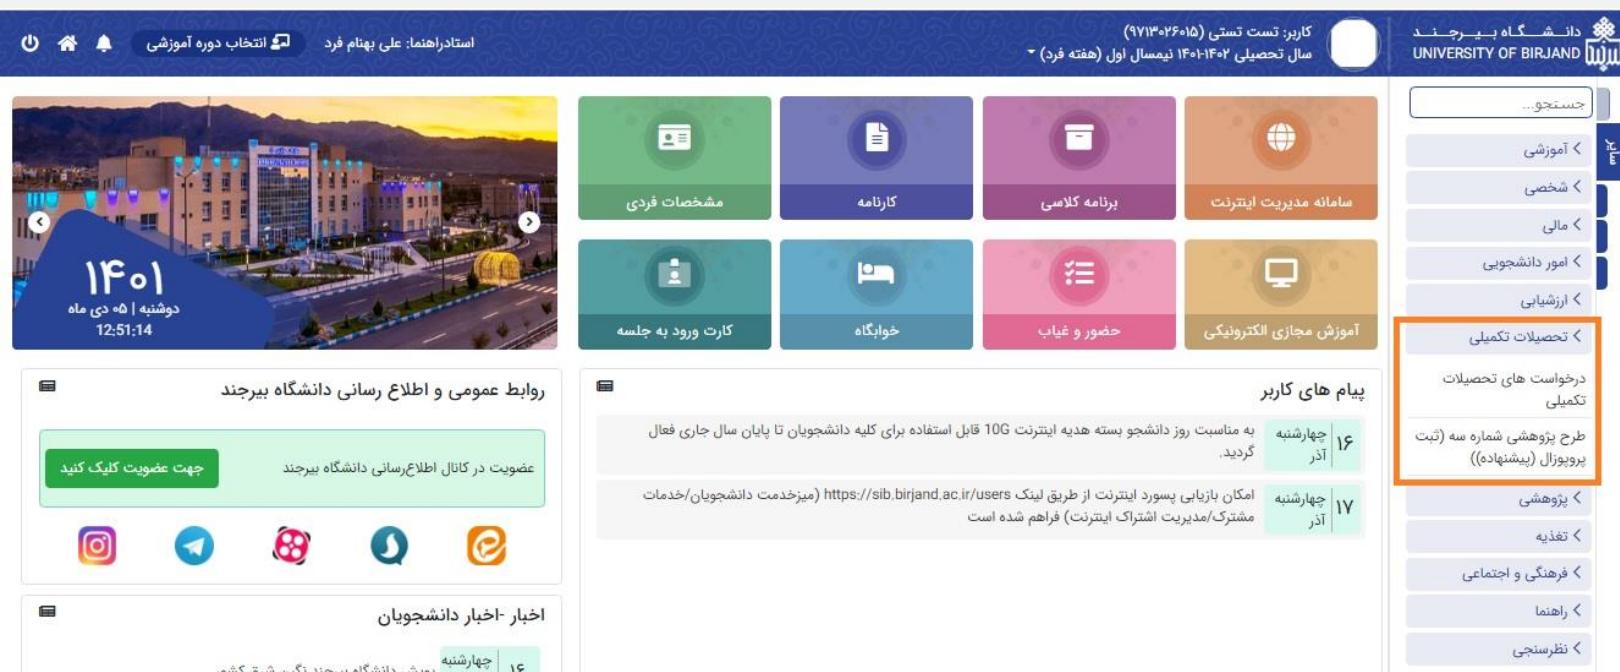 دانــشــگـاه بـیــرجـنــد
UNIVERSITY OF BIRJAND
کاربر: تست تستی (۹۷۱۳۰۲۶۰۱۵)
سال تحصیلی ۱۴۰۲-۱۴۰۱ نیمسال اول (هفته فرد)
استادراهنما: علی بهنام فرد
انتخاب دوره آموزشی
جستجو...
سایر
آموزشی
شخصی
مالی
امور دانشجویی
ارزشیابی
تحصیلات تکمیلی
درخواست های تحصیلات
تکمیلی
طرح پژوهشی شماره سه (ثبت
پروپوزال (پیشنهاده))
پژوهشی
تغذیه
فرهنگی و اجتماعی
راهنما
نظرسنجی
سامانه مدیریت اینترنت
برنامه کلاسی
کارنامه
مشخصات فردی
آموزش مجازی الکترونیکی
حضور و غیاب
خوابگاه
کارت ورود به جلسه
۱۴۰۱
دوشنبه | ۰۵ دی ماه
12:51:14
پیام های کاربر
۱۶ چهارشنبه آذر
به مناسبت روز دانشجو بسته هدیه اینترنت 10G قابل استفاده برای کلیه دانشجویان تا پایان سال جاری فعال
گردید.
۱۷ چهارشنبه آذر
امکان بازیابی پسورد اینترنت از طریق لینک https://sib.birjand.ac.ir/users (میزخدمت دانشجویان/خدمات
مشترک/مدیریت اشتراک اینترنت) فراهم شده است
روابط عمومی و اطلاع رسانی دانشگاه بیرجند
عضویت در کانال اطلاع‌رسانی دانشگاه بیرجند
جهت عضویت کلیک کنید
اخبار -اخبار دانشجویان
۱۶ چهارشنبه